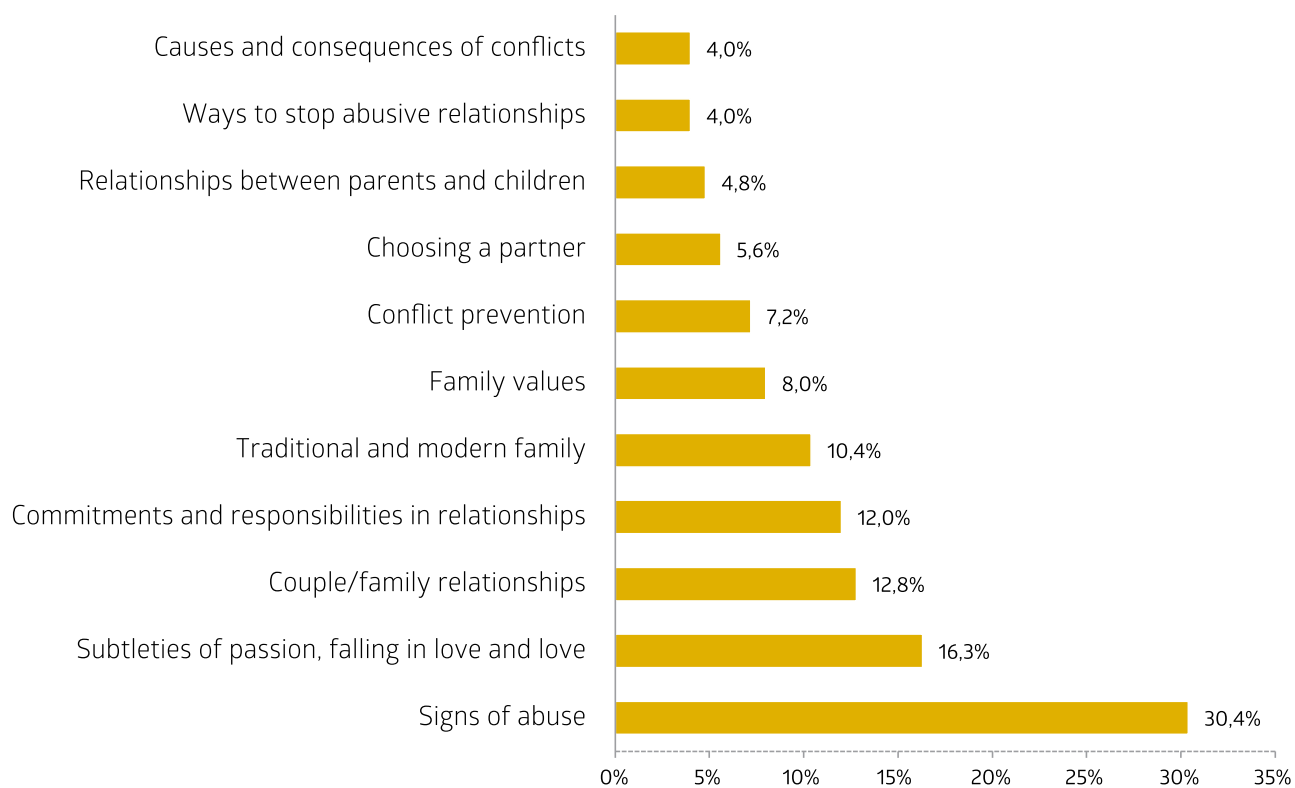 Causes and consequences of conflicts 4,0%
Ways to stop abusive relationships 4,0%
Relationships between parents and children 4,8%
Choosing a partner 5,6%
Conflict prevention 7,2%
Family values 8,0%
Traditional and modern family 10,4%
Commitments and responsibilities in relationships 12,0%
Couple/family relationships 12,8%
Subtleties of passion, falling in love and love 16,3%
Signs of abuse 30,4%
0% 5% 10% 15% 20% 25% 30% 35%